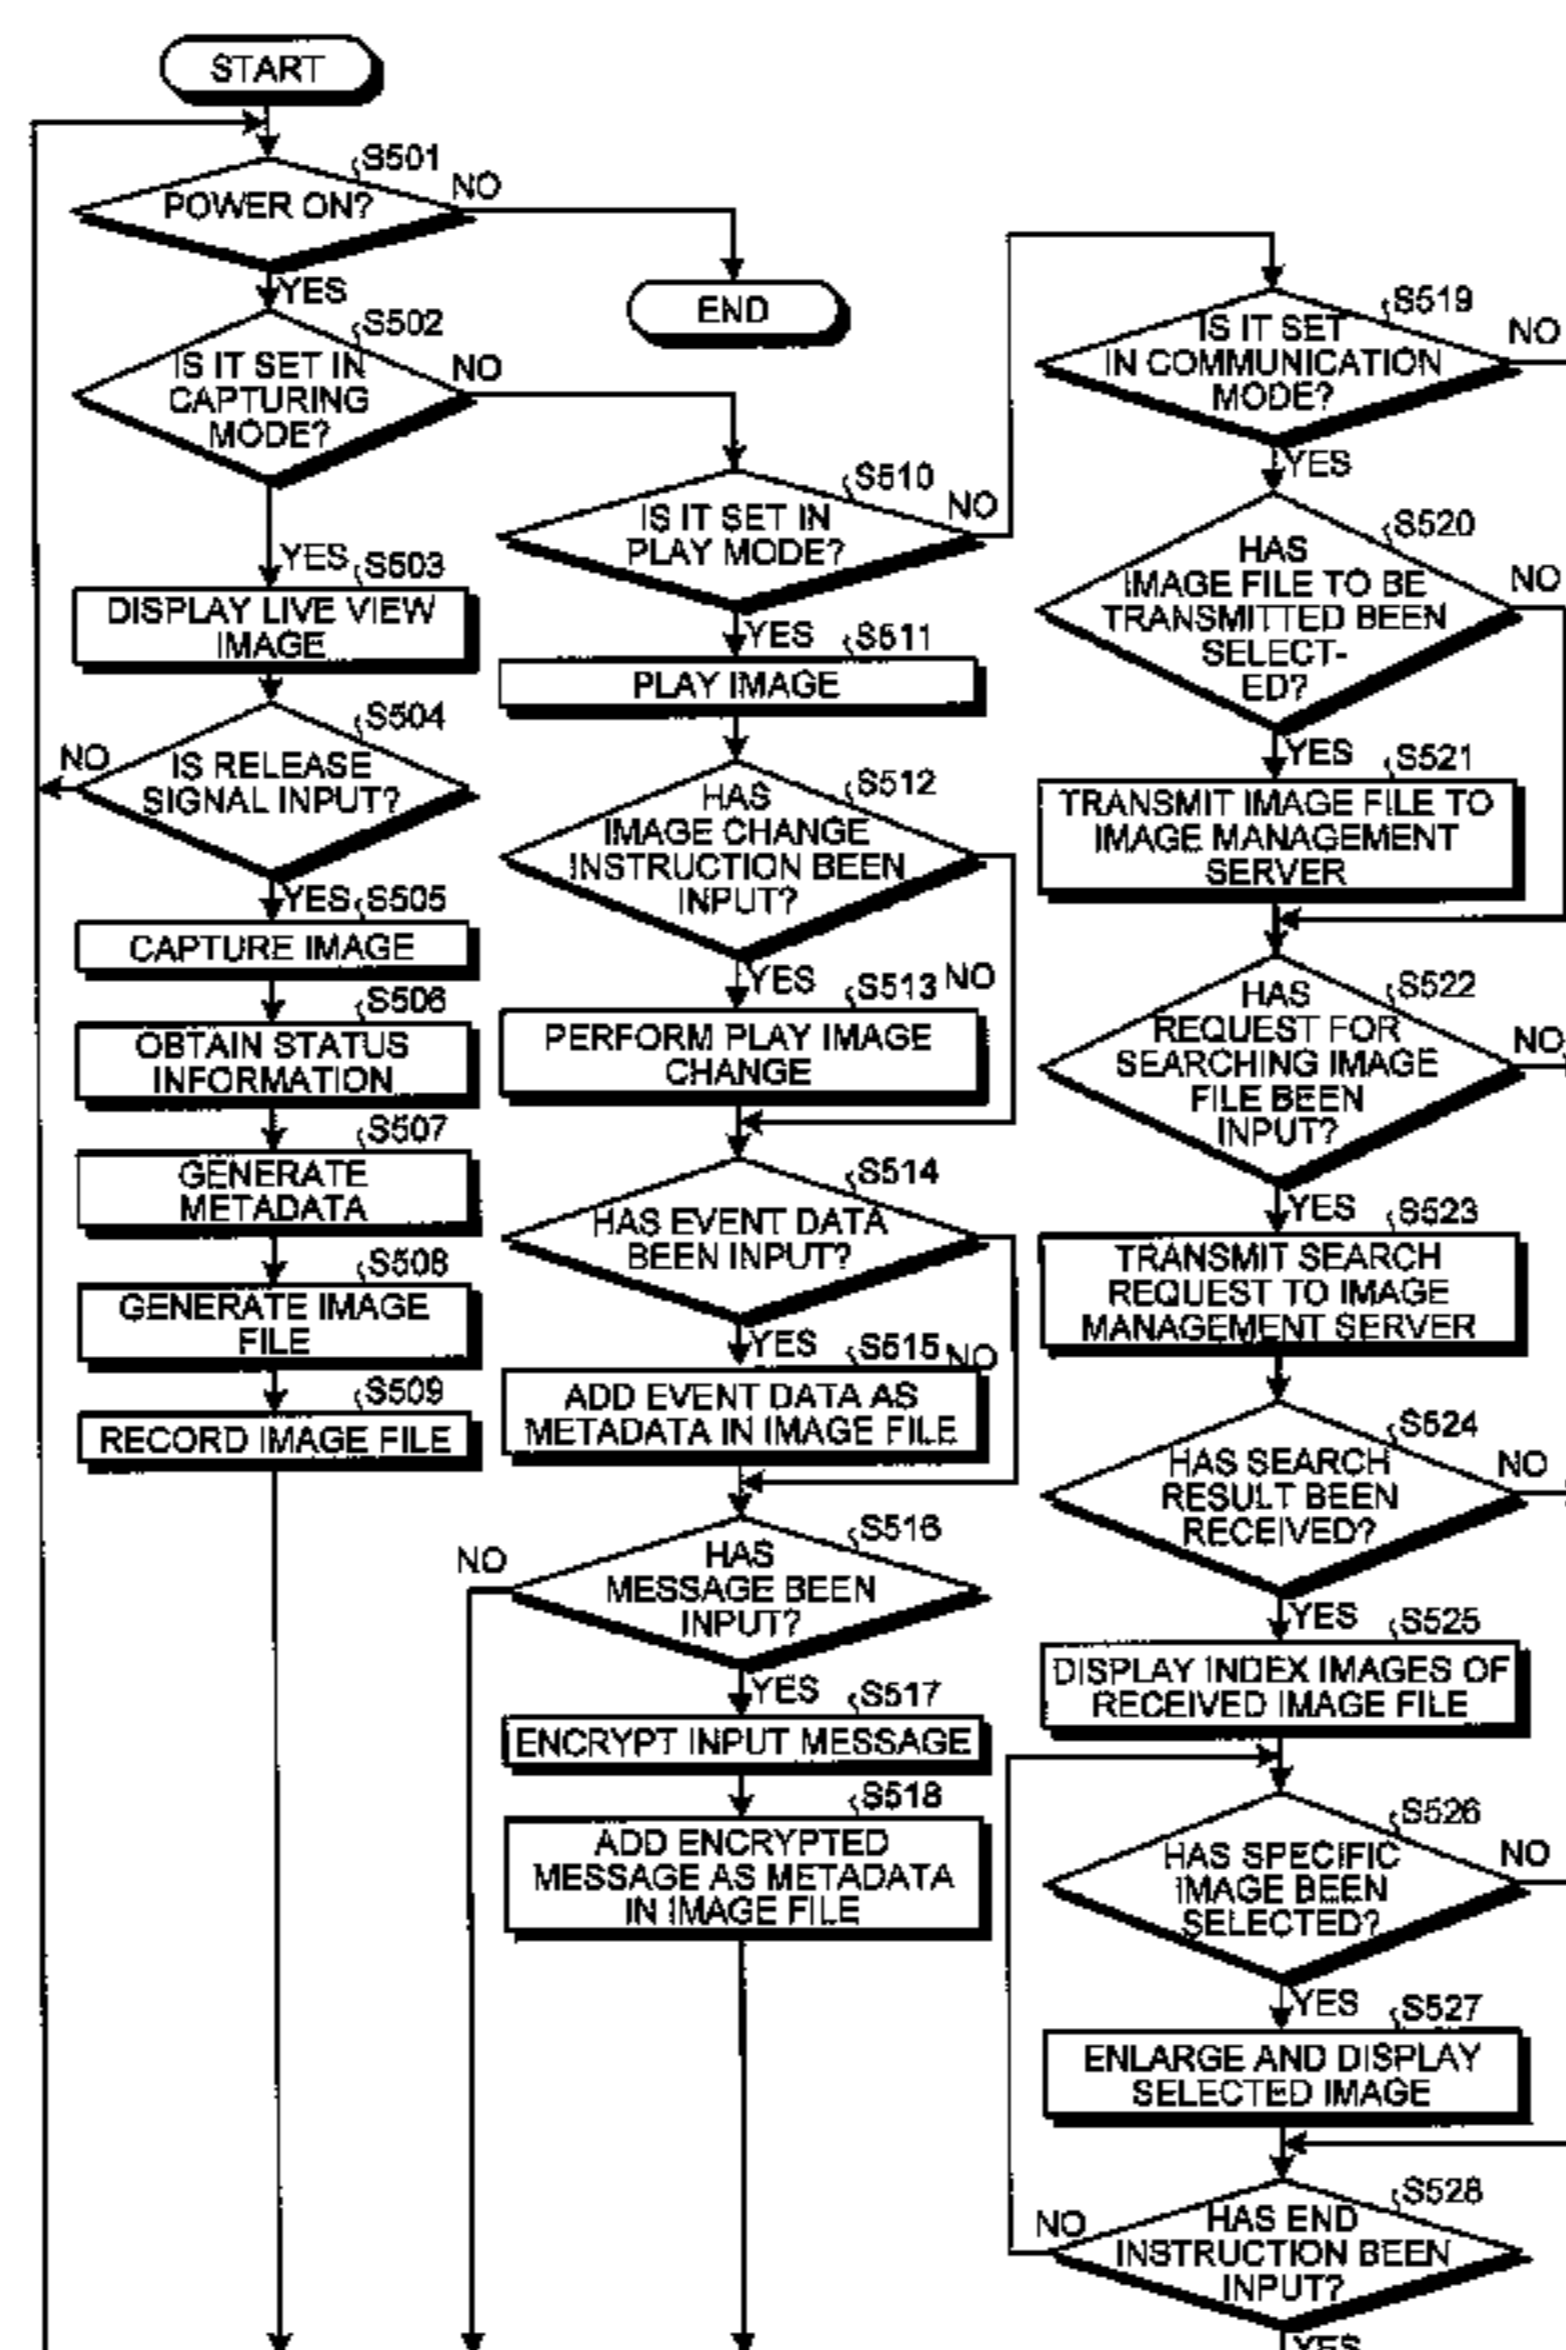 START
S501
POWER ON?
NO
YES
END
S502
IS IT SET IN
CAPTURING
MODE?
NO
YES
S503
DISPLAY LIVE VIEW
IMAGE
S504
NO
IS RELEASE
SIGNAL INPUT?
YES
S505
CAPTURE IMAGE
S506
OBTAIN STATUS
INFORMATION
S507
GENERATE
METADATA
S508
GENERATE IMAGE
FILE
S509
RECORD IMAGE FILE
S510
IS IT SET IN
PLAY MODE?
NO
YES
S511
PLAY IMAGE
S512
HAS
IMAGE CHANGE
INSTRUCTION BEEN
INPUT?
YES
S513
NO
PERFORM PLAY IMAGE
CHANGE
S514
HAS EVENT DATA
BEEN INPUT?
YES
S515
NO
ADD EVENT DATA AS
METADATA IN IMAGE FILE
S516
NO
HAS
MESSAGE BEEN
INPUT?
YES
S517
ENCRYPT INPUT MESSAGE
S518
ADD ENCRYPTED
MESSAGE AS METADATA
IN IMAGE FILE
S519
IS IT SET
IN COMMUNICATION
MODE?
NO
YES
S520
HAS
IMAGE FILE TO BE
TRANSMITTED BEEN
SELECT-
ED?
NO
YES
S521
TRANSMIT IMAGE FILE TO
IMAGE MANAGEMENT
SERVER
S522
HAS
REQUEST FOR
SEARCHING IMAGE
FILE BEEN
INPUT?
NO
YES
S523
TRANSMIT SEARCH
REQUEST TO IMAGE
MANAGEMENT SERVER
S524
HAS SEARCH
RESULT BEEN
RECEIVED?
NO
YES
S525
DISPLAY INDEX IMAGES OF
RECEIVED IMAGE FILE
S526
HAS SPECIFIC
IMAGE BEEN
SELECTED?
NO
YES
S527
ENLARGE AND DISPLAY
SELECTED IMAGE
S528
NO
HAS END
INSTRUCTION BEEN
INPUT?
YES